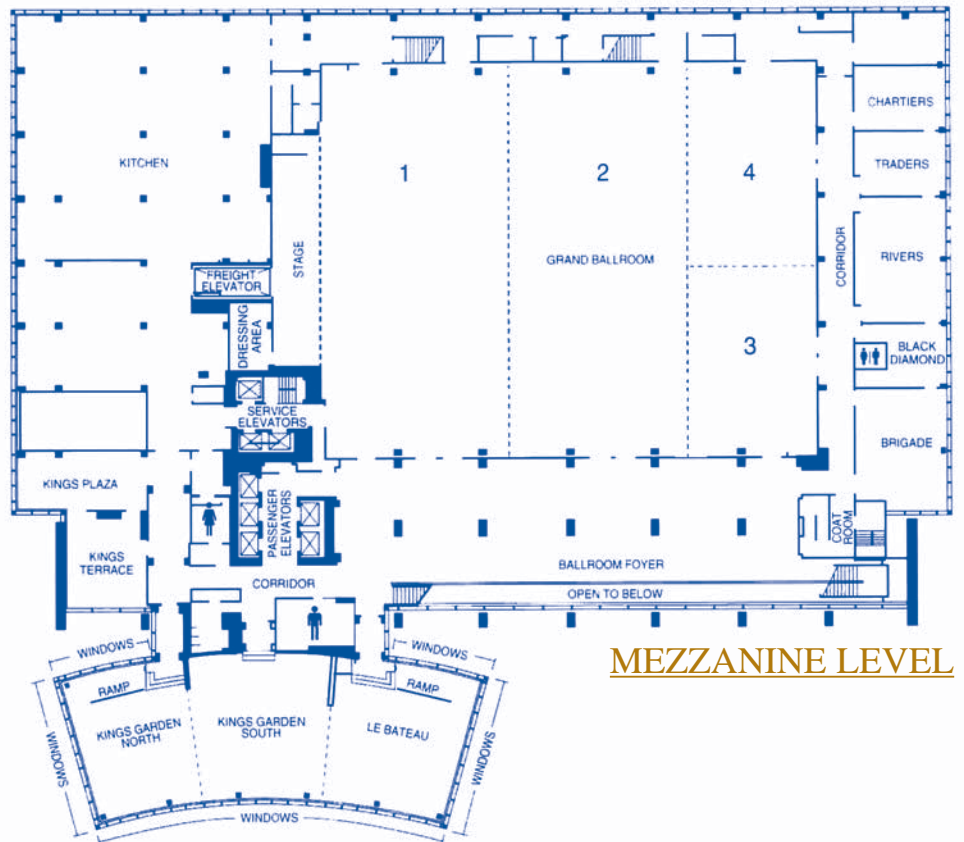 CHARTIERS
KITCHEN
1
2
4
TRADERS
STAGE
GRAND BALLROOM
CORRIDOR
RIVERS
FREIGHT
ELEVATOR
DRESSING
AREA
3
BLACK
DIAMOND
SERVICE
ELEVATORS
BRIGADE
KINGS PLAZA
PASSENGER
ELEVATORS
COAT
ROOM
KINGS
TERRACE
BALLROOM FOYER
CORRIDOR
OPEN TO BELOW
WINDOWS
WINDOWS
MEZZANINE LEVEL
RAMP
RAMP
KINGS GARDEN
NORTH
KINGS GARDEN
SOUTH
LE BATEAU
WINDOWS
WINDOWS
WINDOWS